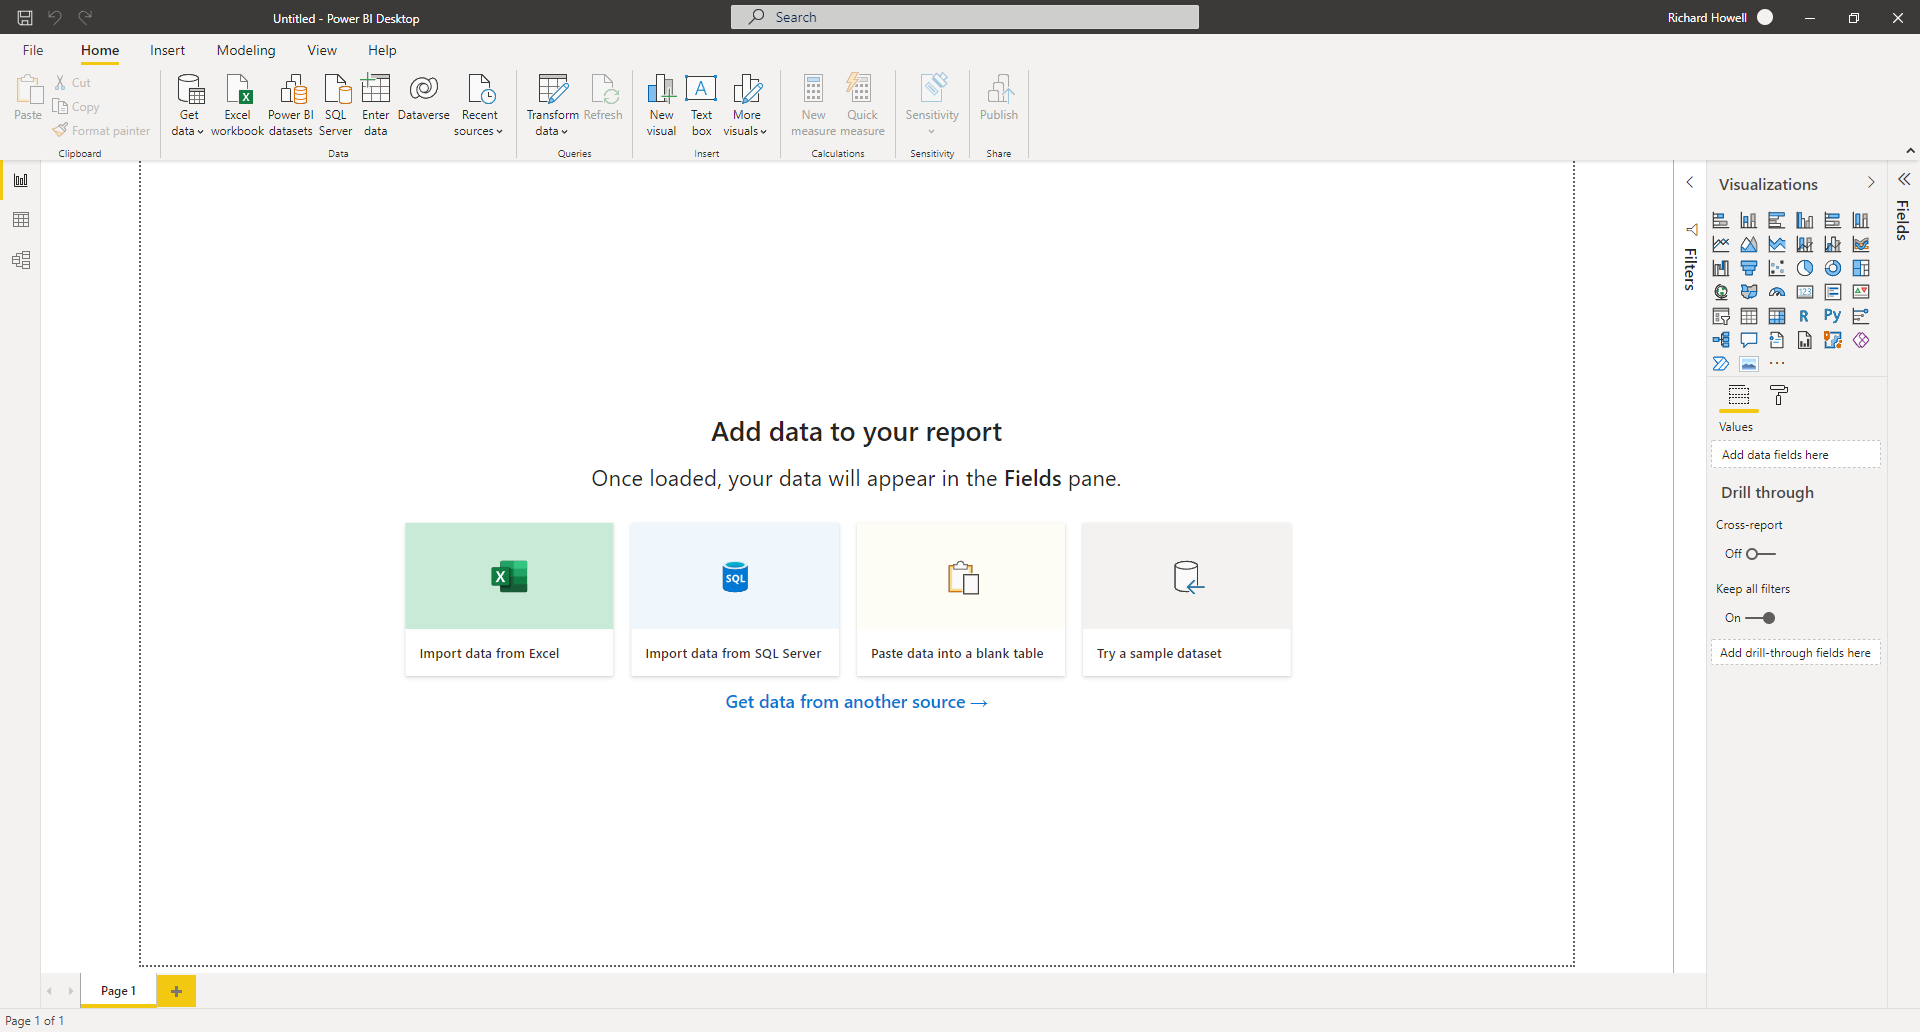 Untitled - Power BI Desktop
Search
Richard Howell
File
Home
Insert
Modeling
View
Help
Paste
Cut
Copy
Format painter
Clipboard
Get data
Excel workbook
Power BI datasets
SQL Server
Enter data
Dataverse
Recent sources
Data
Transform data
Refresh
Queries
New visual
Text box
More visuals
Insert
New measure
Quick measure
Calculations
Sensitivity
Sensitivity
Publish
Share
Filters
Visualizations
Fields
123
R
Py
Values
Add data fields here
Drill through
Cross-report
Off
Keep all filters
On
Add drill-through fields here
Add data to your report
Once loaded, your data will appear in the Fields pane.
SQL
Import data from Excel
Import data from SQL Server
Paste data into a blank table
Try a sample dataset
Get data from another source →
Page 1
Page 1 of 1